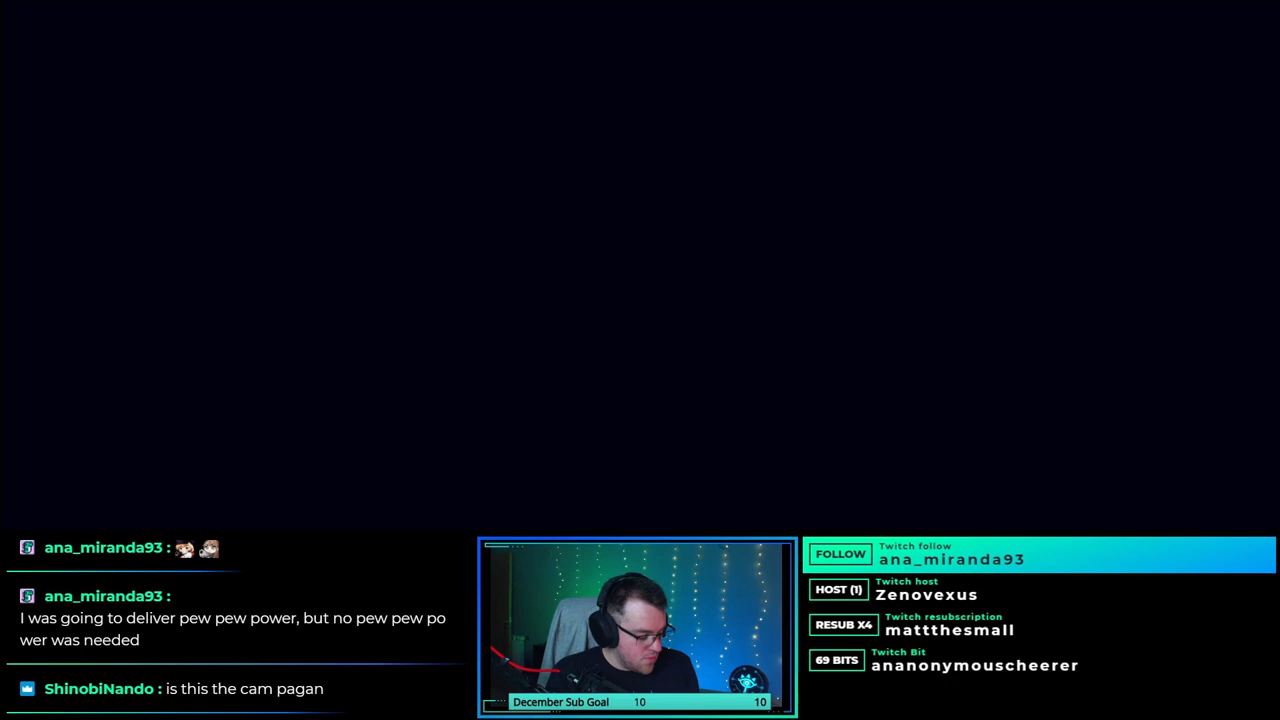 ana_miranda93 :
ana_miranda93 :
I was going to deliver pew pew power, but no pew pew po
wer was needed
ShinobiNando : is this the cam pagan
December Sub Goal 10 10
FOLLOW
Twitch follow
ana_miranda93
HOST (1)
Twitch host
Zenovexus
RESUB X4
Twitch resubscription
mattthesmall
69 BITS
Twitch Bit
ananonymouscheerer